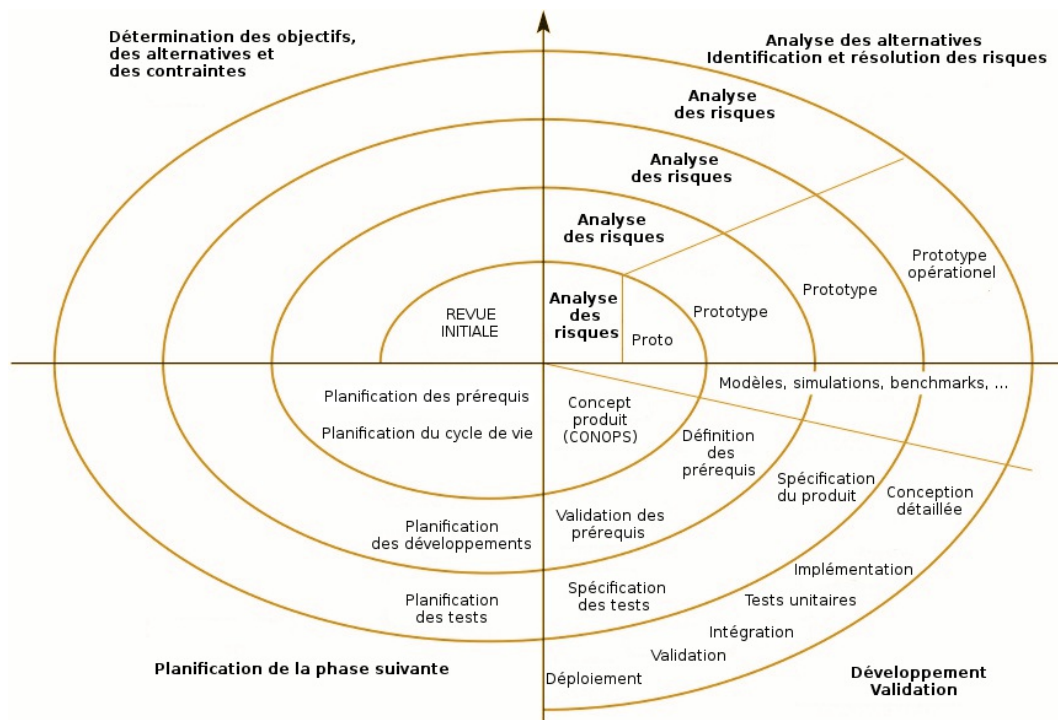 Détermination des objectifs,
des alternatives et
des contraintes
Analyse des alternatives
Identification et résolution des risques
Analyse
des risques
Analyse
des risques
Analyse
des risques
Analyse
des
risques
REVUE
INITIALE
Proto
Prototype
Prototype
Prototype
opérationel
Modèles, simulations, benchmarks, ...
Planification des prérequis
Planification du cycle de vie
Concept
produit
(CONOPS)
Définition
des
prérequis
Spécification
du produit
Conception
détaillée
Planification
des développements
Validation des
prérequis
Planification
des tests
Spécification
des tests
Implémentation
Tests unitaires
Intégration
Validation
Déploiement
Planification de la phase suivante
Développement
Validation